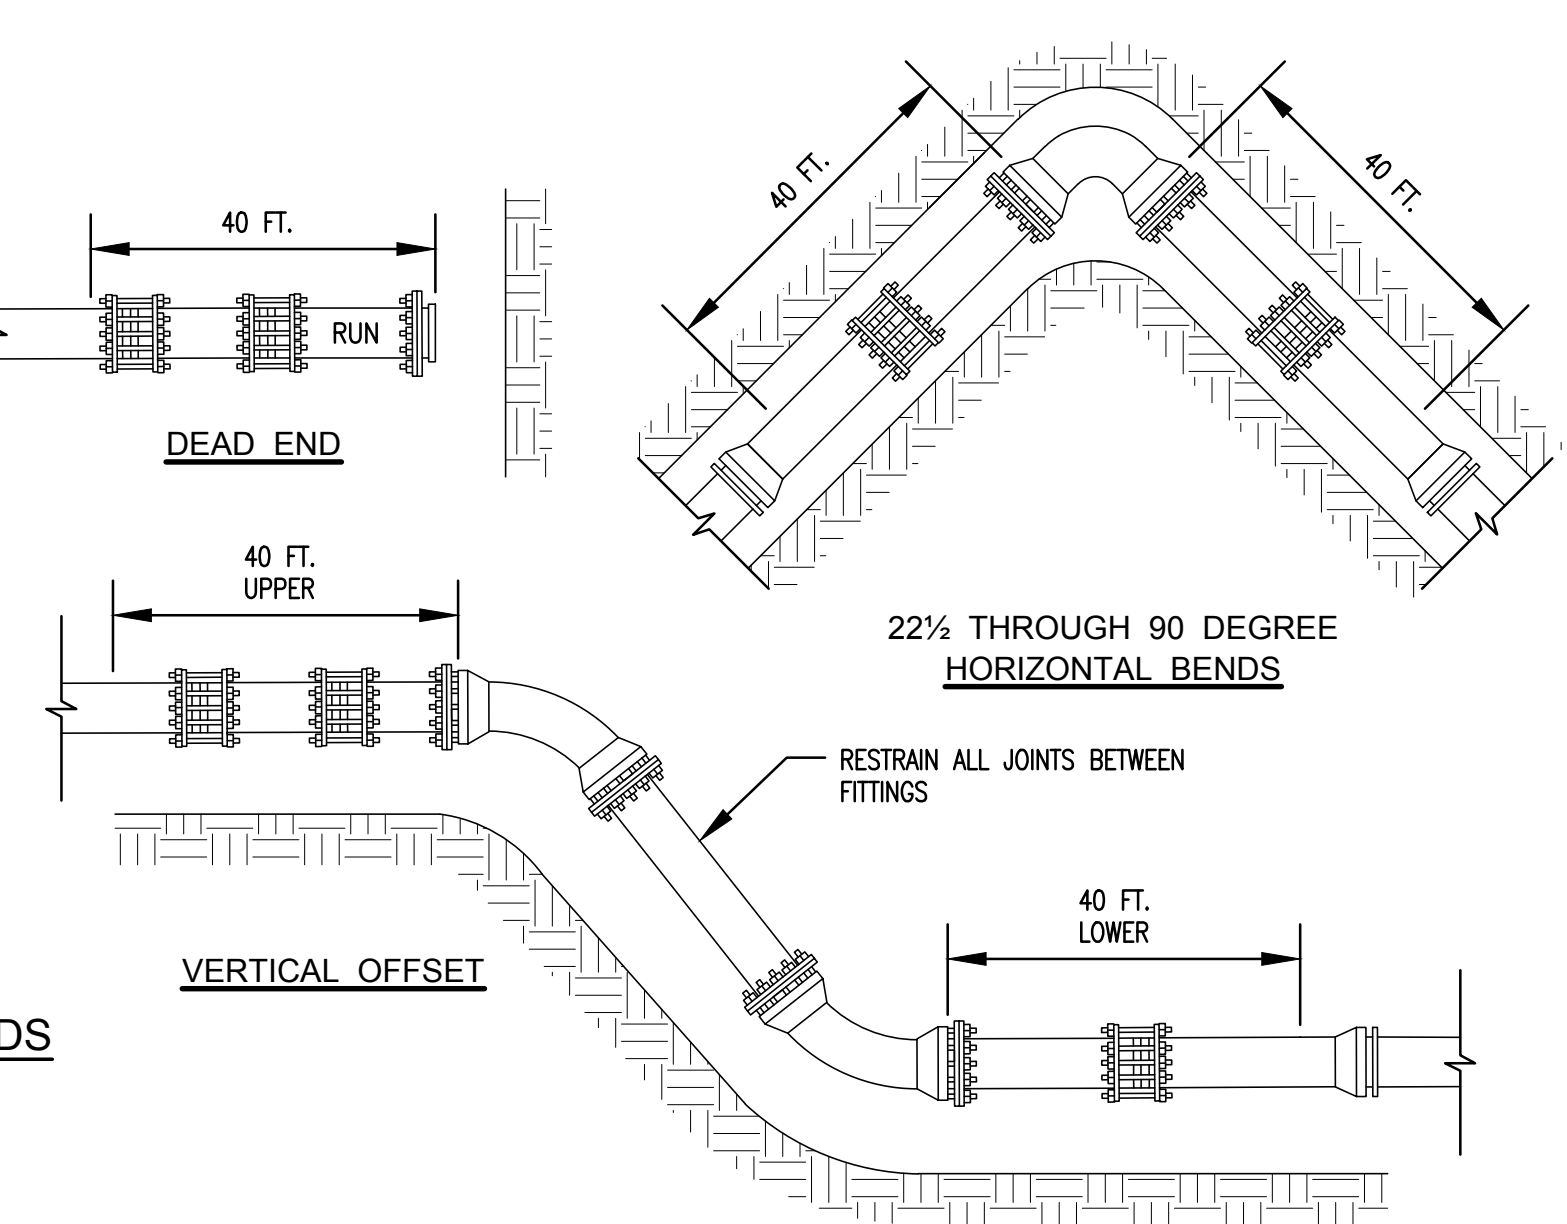 40 FT.
RUN
DEAD END
40 FT.
40 FT.
22½ THROUGH 90 DEGREE
HORIZONTAL BENDS
40 FT.
UPPER
RESTRAIN ALL JOINTS BETWEEN
FITTINGS
VERTICAL OFFSET
40 FT.
LOWER
DS